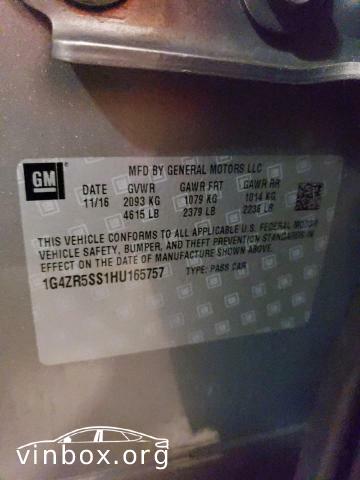 GM
MFD BY GENERAL MOTORS LLC
DATE GVWR GAWR FRT GAWR RR
11/16 2093 KG 1079 KG 1014 KG
4615 LB 2379 LB 2236 LB
THIS VEHICLE CONFORMS TO ALL APPLICABLE U.S. FEDERAL MOTOR
VEHICLE SAFETY, BUMPER, AND THEFT PREVENTION STANDARDS IN
EFFECT ON THE DATE OF MANUFACTURE SHOWN ABOVE.
1G4ZR5SS1HU165757 TYPE: PASS CAR
vinbox.org